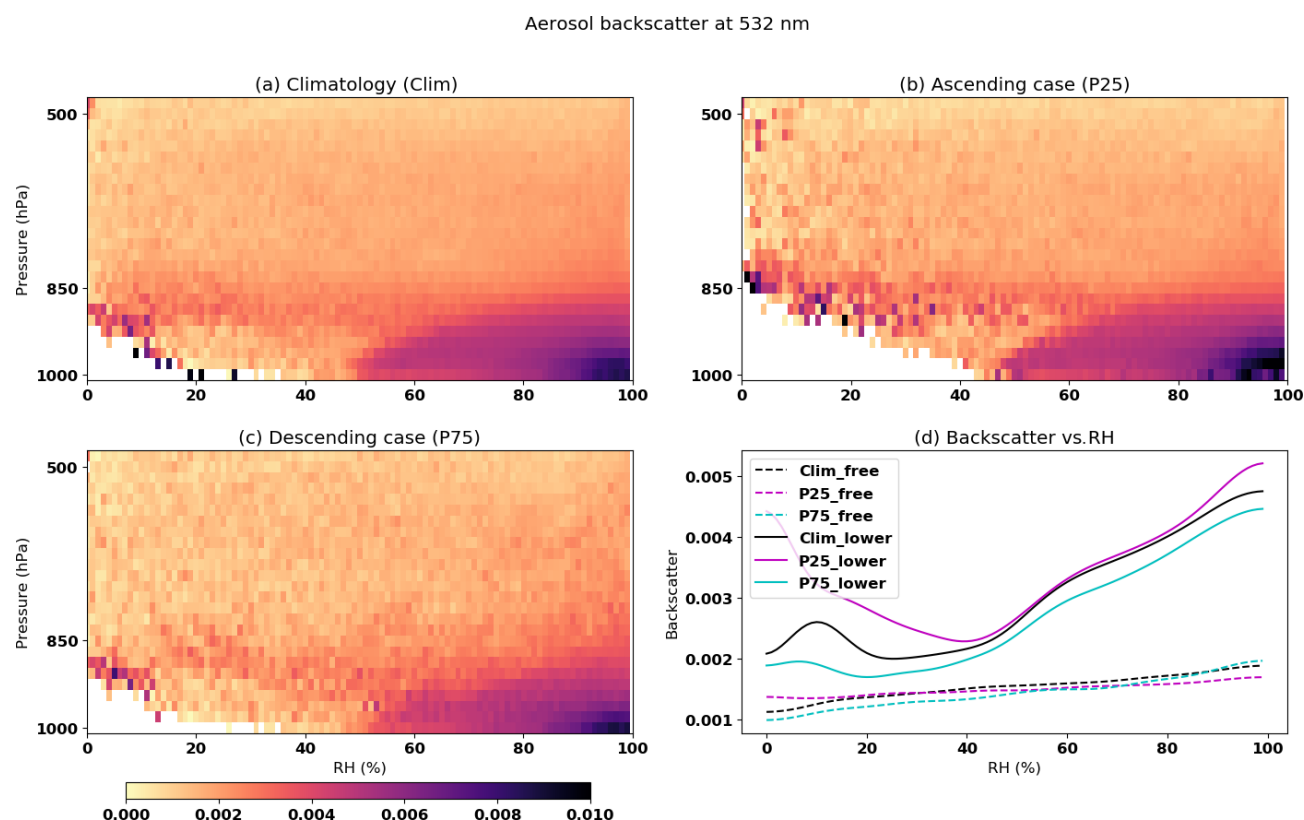 Aerosol backscatter at 532 nm
(a) Climatology (Clim)
500
850
1000
Pressure (hPa)
0 20 40 60 80 100
(b) Ascending case (P25)
500
850
1000
0 20 40 60 80 100
(c) Descending case (P75)
500
850
1000
Pressure (hPa)
0 20 40 60 80 100
RH (%)
0.000 0.002 0.004 0.006 0.008 0.010
(d) Backscatter vs.RH
Clim_free
P25_free
P75_free
Clim_lower
P25_lower
P75_lower
0.005
0.004
0.003
0.002
0.001
Backscatter
0 20 40 60 80 100
RH (%)